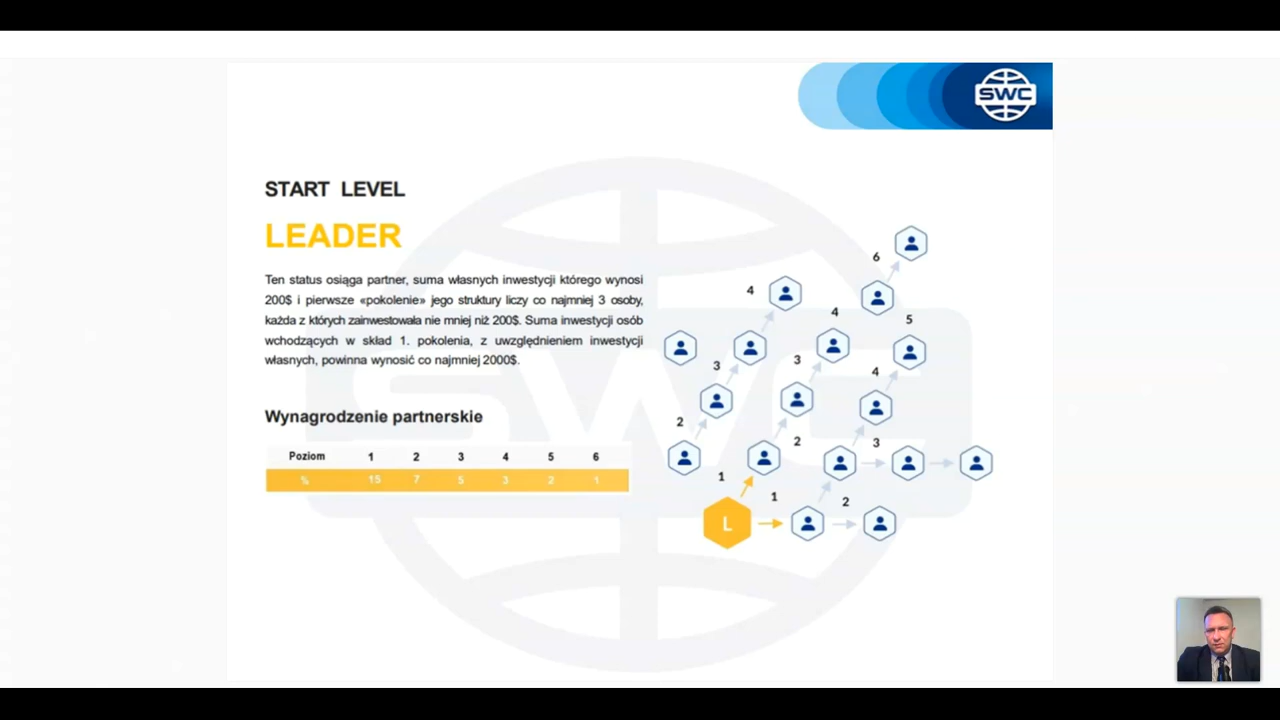 SWC
START LEVEL
LEADER
Ten status osiąga partner, suma własnych inwestycji którego wynosi
200$ i pierwsze «pokolenie» jego struktury liczy co najmniej 3 osoby,
każda z których zainwestowała nie mniej niż 200$. Suma inwestycji osób
wchodzących w skład 1. pokolenia, z uwzględnieniem inwestycji
własnych, powinna wynosić co najmniej 2000$.
Wynagrodzenie partnerskie
Poziom 1 2 3 4 5 6
% 15 7 5 3 2 1
6
4
4
5
3
3
4
2
2
3
1
1
2
L
SWC